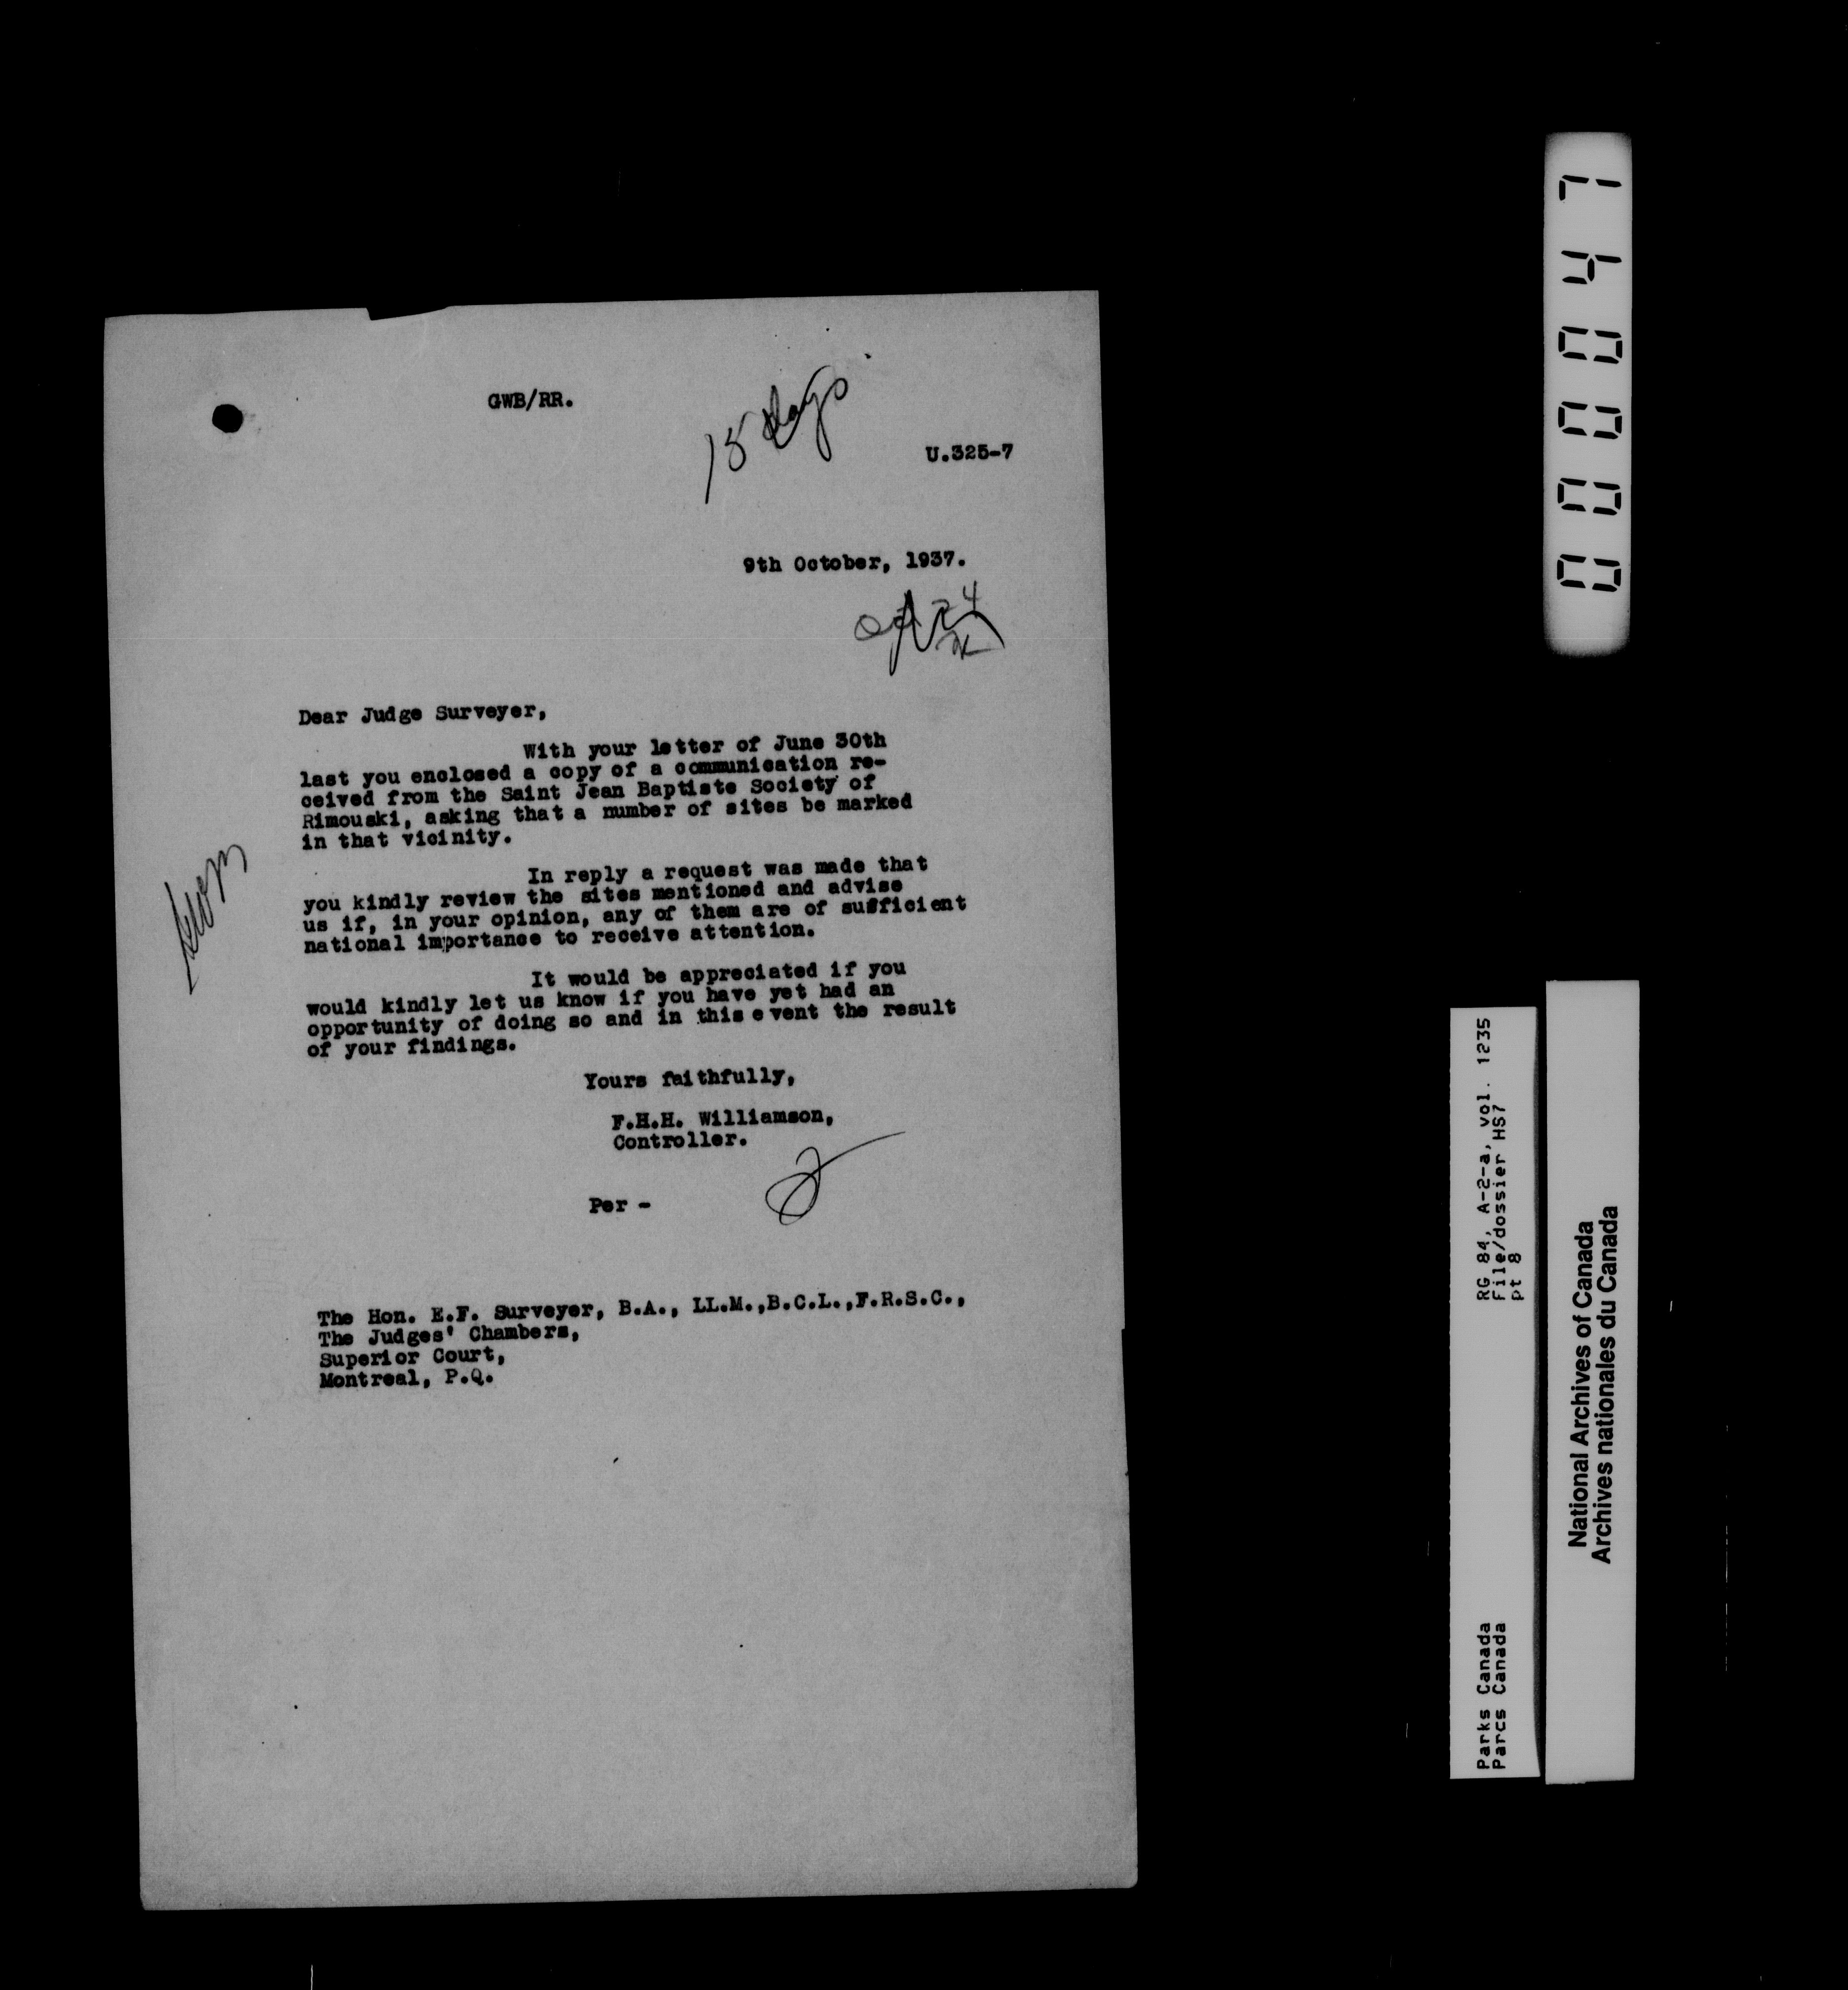 GWB/RR.
15 days
U.325-7
9th October, 1937.
Dear Judge Surveyer,
With your letter of June 30th
last you enclosed a copy of a communication re-
ceived from the Saint Jean Baptiste Society of
Rimouski, asking that a number of sites be marked
in that vicinity.
In reply a request was made that
you kindly review the sites mentioned and advise
us if, in your opinion, any of them are of sufficient
national importance to receive attention.
It would be appreciated if you
would kindly let us know if you have yet had an
opportunity of doing so and in this event the result
of your findings.
Yours faithfully,
F.H.H. Williamson,
Controller.
Per -
The Hon. E.F. Surveyer, B.A., LL.M.,B.C.L.,F.R.S.C.,
The Judges' Chambers,
Superior Court,
Montreal, P.Q.
000047
Parks Canada
Parcs Canada
RG 84, A-2-a, vol. 1235
File/dossier HS7
pt 8
National Archives of Canada
Archives nationales du Canada